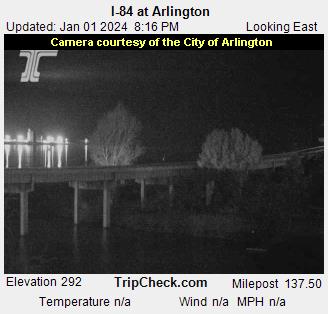 I-84 at Arlington
Updated: Jan 01 2024 8:16 PM Looking East
Camera courtesy of the City of Arlington
Elevation 292 TripCheck.com Milepost 137.50
Temperature n/a Wind n/a MPH n/a